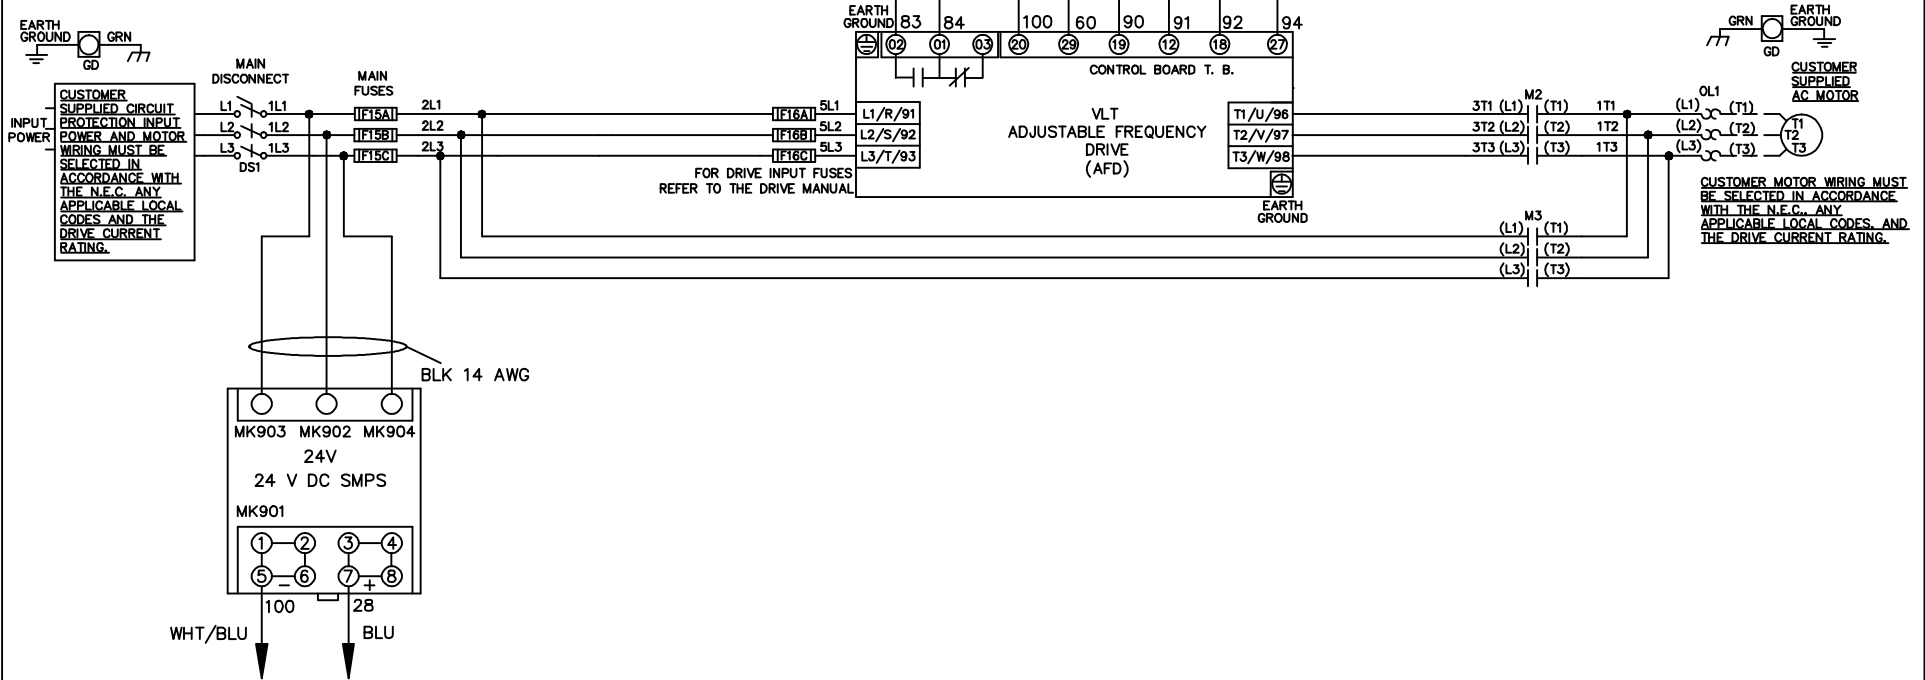 EARTH
GROUND
GRN
GD
INPUT
POWER
CUSTOMER
SUPPLIED CIRCUIT
PROTECTION INPUT
POWER AND MOTOR
WIRING MUST BE
SELECTED IN
ACCORDANCE WITH
THE N.E.C. ANY
APPLICABLE LOCAL
CODES AND THE
DRIVE CURRENT
RATING.
MAIN
DISCONNECT
L1 1L1
L2 1L2
L3 1L3
DS1
MAIN
FUSES
F15A
F15B
F15C
2L1
2L2
2L3
F16A 5L1
F16B 5L2
F16C 5L3
FOR DRIVE INPUT FUSES
REFER TO THE DRIVE MANUAL
EARTH
GROUND
83 84 100 60 90 91 92 94
02 01 03 20 29 19 12 18 27
CONTROL BOARD T. B.
L1/R/91
L2/S/92
L3/T/93
VLT
ADJUSTABLE FREQUENCY
DRIVE
(AFD)
T1/U/96
T2/V/97
T3/W/98
EARTH
GROUND
M2
3T1 (L1) (T1) 1T1
3T2 (L2) (T2) 1T2
3T3 (L3) (T3) 1T3
M3
(L1) (T1)
(L2) (T2)
(L3) (T3)
GRN
EARTH
GROUND
GD
CUSTOMER
SUPPLIED
AC MOTOR
OL1
(L1) (T1)
(L2) (T2)
(L3) (T3)
T1
T2
T3
CUSTOMER MOTOR WIRING MUST
BE SELECTED IN ACCORDANCE
WITH THE N.E.C., ANY
APPLICABLE LOCAL CODES, AND
THE DRIVE CURRENT RATING.
BLK 14 AWG
MK903 MK902 MK904
24V
24 V DC SMPS
MK901
1 2 3 4
5 6 7 8
− +
100 28
WHT/BLU BLU